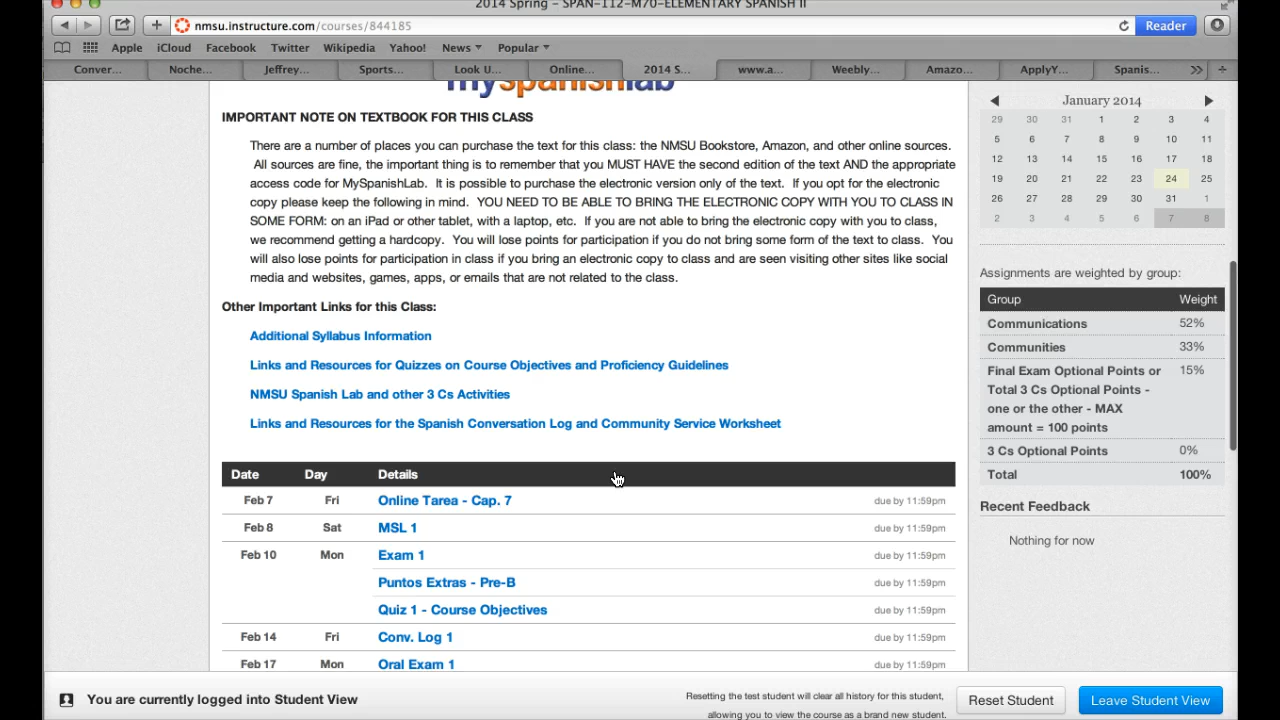 2014 Spring - SPAN-112-M70-ELEMENTARY SPANISH II
nmsu.instructure.com/courses/844185
Reader
Apple iCloud Facebook Twitter Wikipedia Yahoo! News ▼ Popular ▼
Conver... Noche... Jeffrey... Sports... Look U... Online... 2014 S... www.a... Weebly... Amazo... ApplyY... Spanis... >> +
myspanishlab
IMPORTANT NOTE ON TEXTBOOK FOR THIS CLASS
There are a number of places you can purchase the text for this class: the NMSU Bookstore, Amazon, and other online sources.
All sources are fine, the important thing is to remember that you MUST HAVE the second edition of the text AND the appropriate
access code for MySpanishLab. It is possible to purchase the electronic version only of the text. If you opt for the electronic
copy please keep the following in mind. YOU NEED TO BE ABLE TO BRING THE ELECTRONIC COPY WITH YOU TO CLASS IN
SOME FORM: on an iPad or other tablet, with a laptop, etc. If you are not able to bring the electronic copy with you to class,
we recommend getting a hardcopy. You will lose points for participation if you do not bring some form of the text to class. You
will also lose points for participation in class if you bring an electronic copy to class and are seen visiting other sites like social
media and websites, games, apps, or emails that are not related to the class.
Other Important Links for this Class:
Additional Syllabus Information
Links and Resources for Quizzes on Course Objectives and Proficiency Guidelines
NMSU Spanish Lab and other 3 Cs Activities
Links and Resources for the Spanish Conversation Log and Community Service Worksheet
Date Day Details
Feb 7 Fri Online Tarea - Cap. 7 due by 11:59pm
Feb 8 Sat MSL 1 due by 11:59pm
Feb 10 Mon Exam 1 due by 11:59pm
Puntos Extras - Pre-B due by 11:59pm
Quiz 1 - Course Objectives due by 11:59pm
Feb 14 Fri Conv. Log 1 due by 11:59pm
Feb 17 Mon Oral Exam 1 due by 11:59pm
January 2014
29 30 31 1 2 3 4
5 6 7 8 9 10 11
12 13 14 15 16 17 18
19 20 21 22 23 24 25
26 27 28 29 30 31 1
2 3 4 5 6 7 8
Assignments are weighted by group:
Group Weight
Communications 52%
Communities 33%
Final Exam Optional Points or 15%
Total 3 Cs Optional Points -
one or the other - MAX
amount = 100 points
3 Cs Optional Points 0%
Total 100%
Recent Feedback
Nothing for now
You are currently logged into Student View
Resetting the test student will clear all history for this student,
allowing you to view the course as a brand new student.
Reset Student
Leave Student View